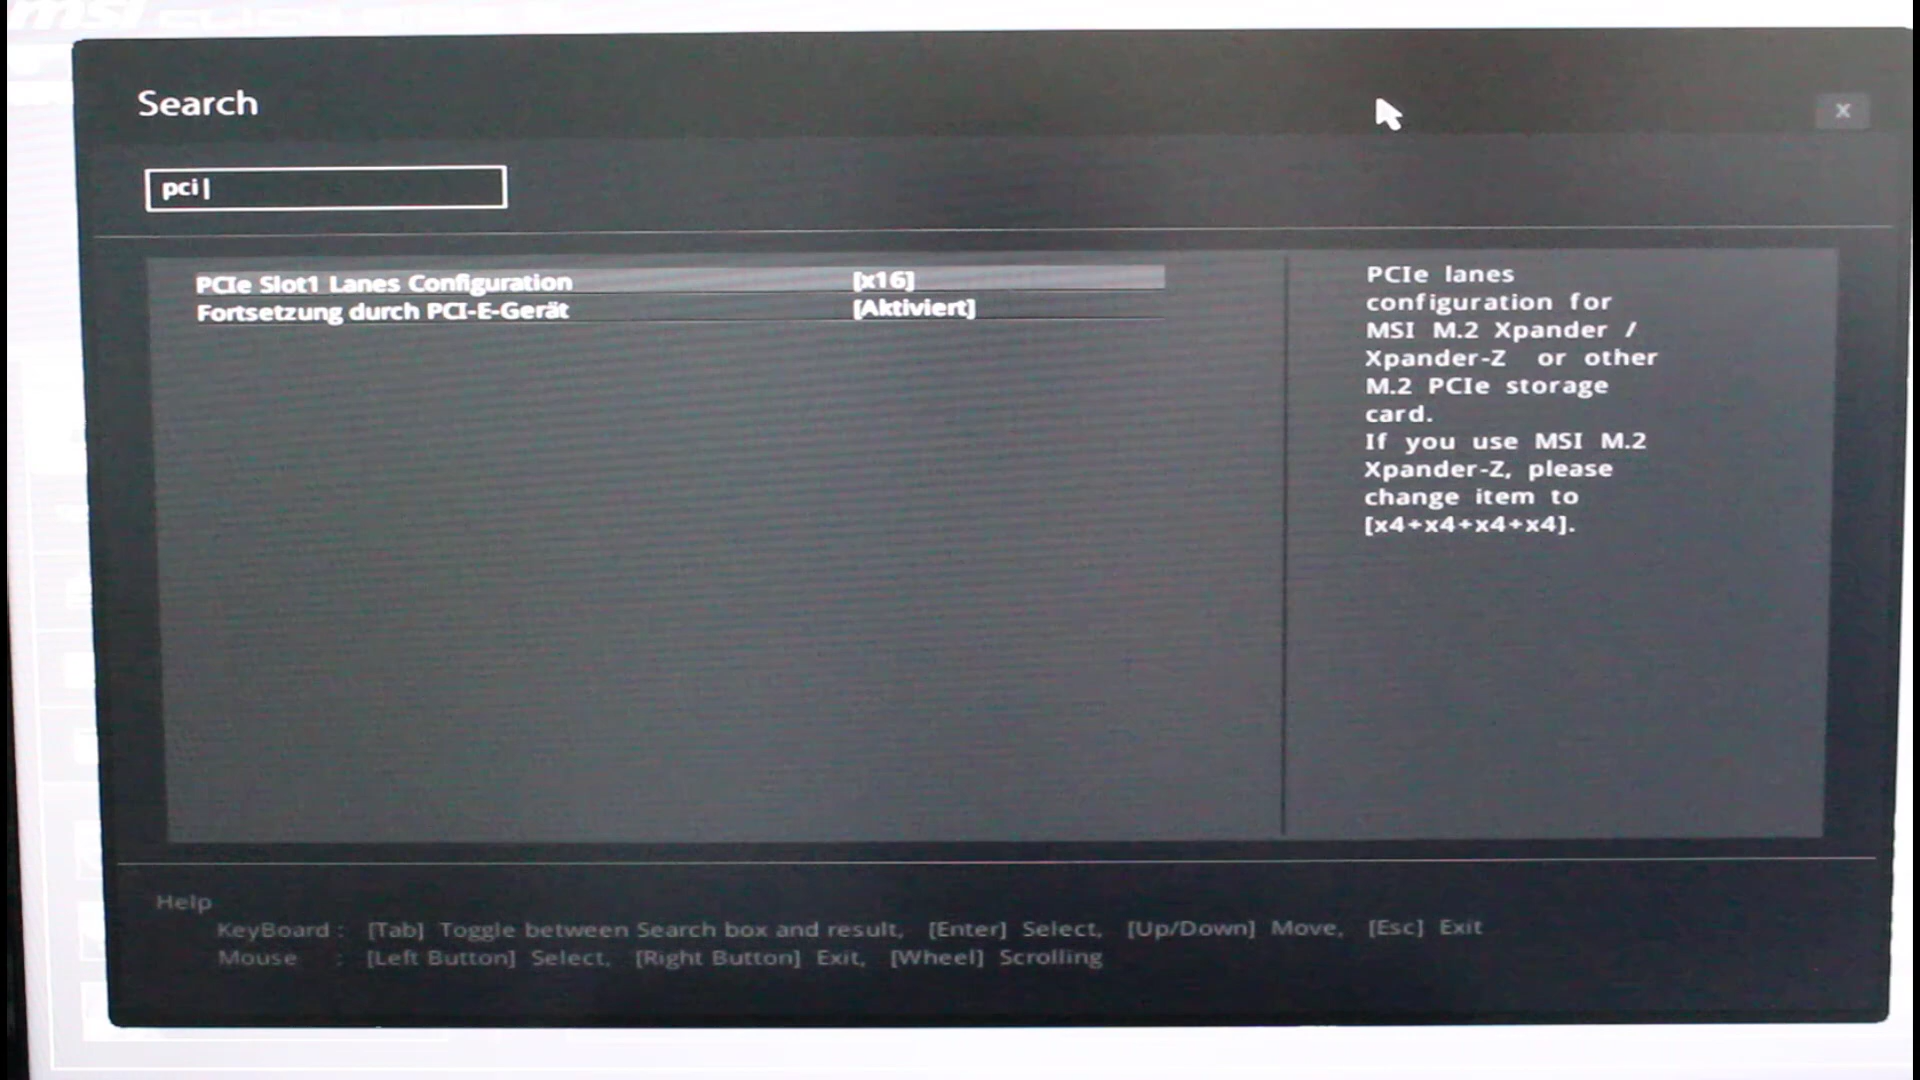 msi
Search
x
pci
PCIe Slot1 Lanes Configuration [x16]
Fortsetzung durch PCI-E-Gerät [Aktiviert]
PCIe lanes
configuration for
MSI M.2 Xpander /
Xpander-Z or other
M.2 PCIe storage
card.
If you use MSI M.2
Xpander-Z, please
change item to
[x4+x4+x4+x4].
Help
KeyBoard : [Tab] Toggle between Search box and result, [Enter] Select, [Up/Down] Move, [Esc] Exit
Mouse : [Left Button] Select, [Right Button] Exit, [Wheel] Scrolling